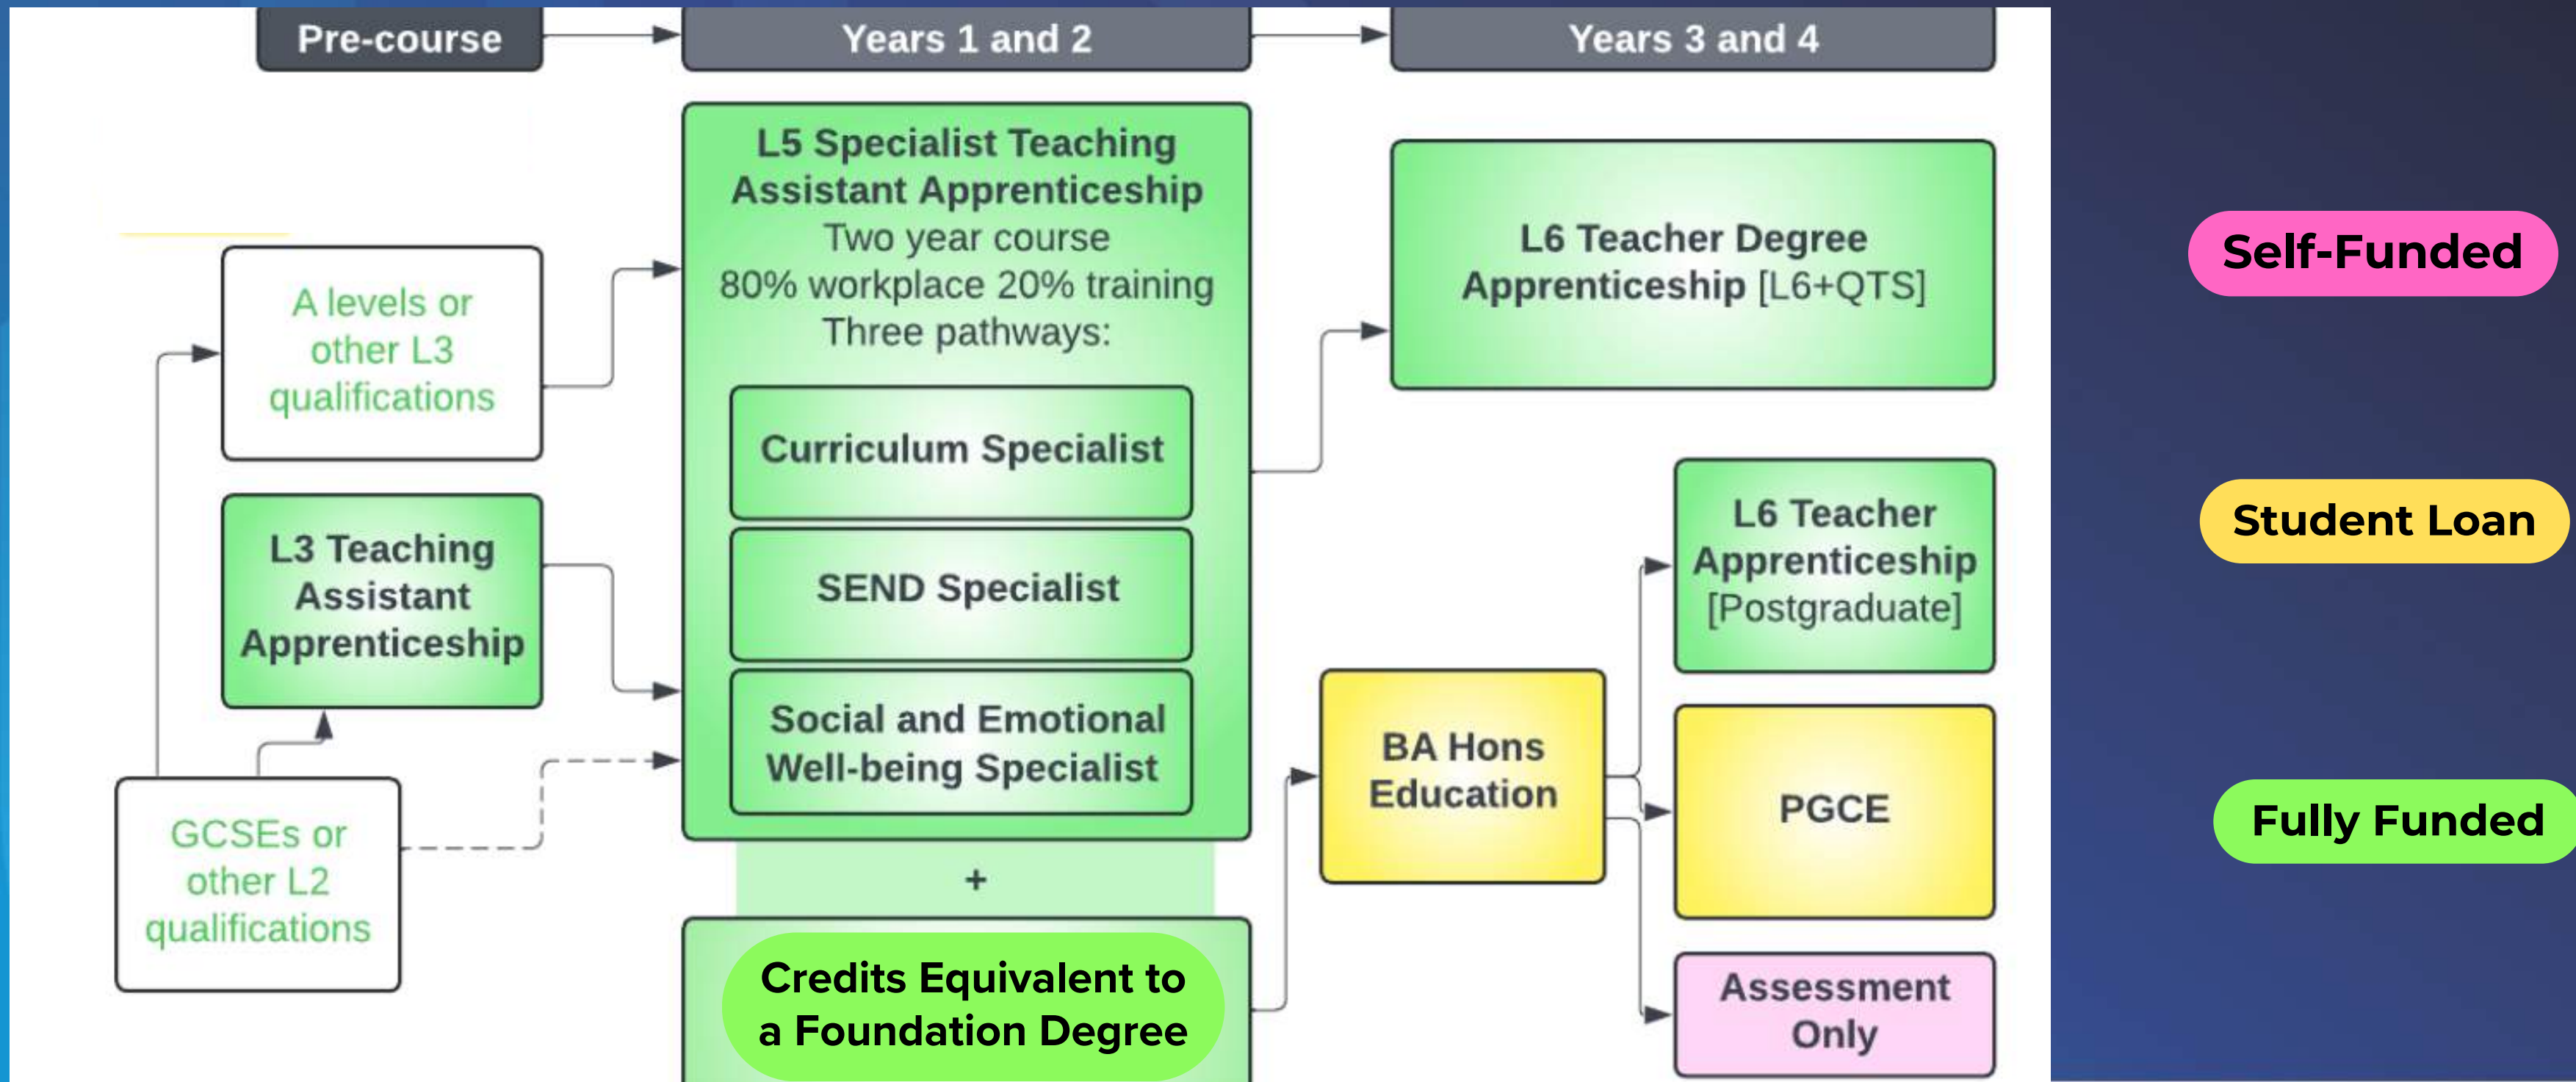 Pre-course
Years 1 and 2
Years 3 and 4
A levels or
other L3
qualifications
L3 Teaching
Assistant
Apprenticeship
GCSEs or
other L2
qualifications
L5 Specialist Teaching
Assistant Apprenticeship
Two year course
80% workplace 20% training
Three pathways:
Curriculum Specialist
SEND Specialist
Social and Emotional
Well-being Specialist
+
Credits Equivalent to
a Foundation Degree
L6 Teacher Degree
Apprenticeship [L6+QTS]
BA Hons
Education
L6 Teacher
Apprenticeship
[Postgraduate]
PGCE
Assessment
Only
Self-Funded
Student Loan
Fully Funded